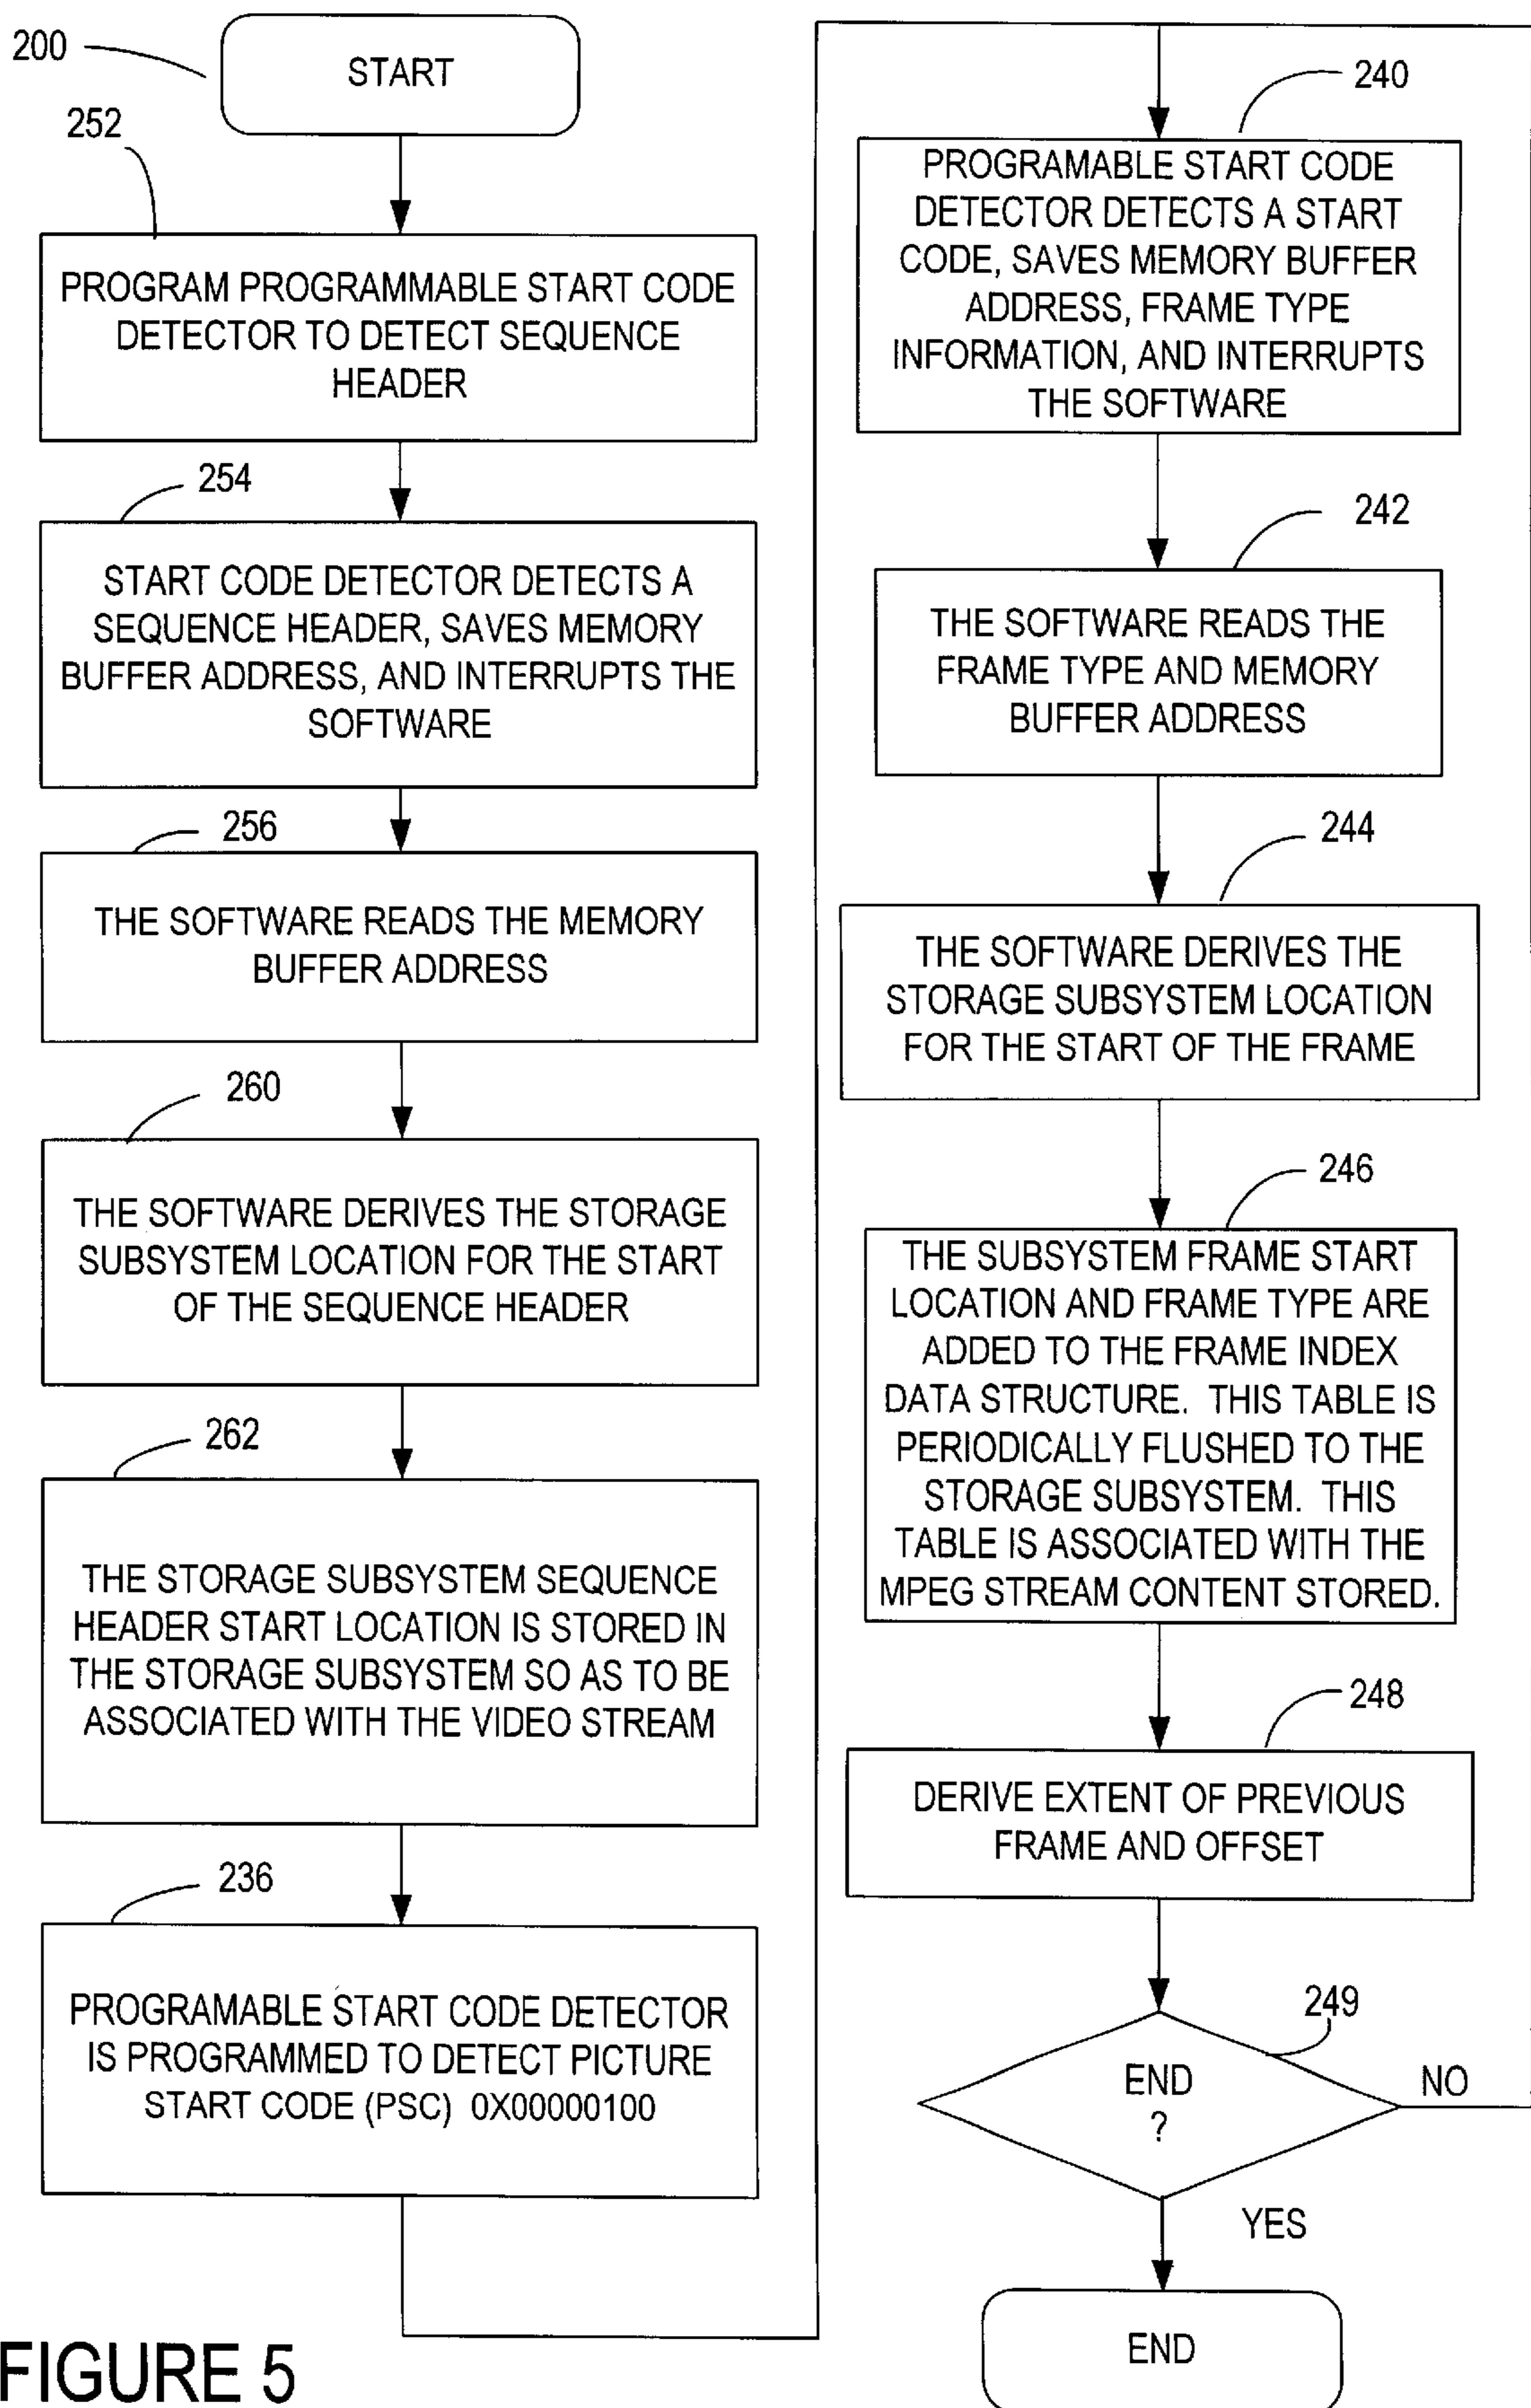 200
START
252
PROGRAM PROGRAMMABLE START CODE
DETECTOR TO DETECT SEQUENCE
HEADER
254
START CODE DETECTOR DETECTS A
SEQUENCE HEADER, SAVES MEMORY
BUFFER ADDRESS, AND INTERRUPTS THE
SOFTWARE
256
THE SOFTWARE READS THE MEMORY
BUFFER ADDRESS
260
THE SOFTWARE DERIVES THE STORAGE
SUBSYSTEM LOCATION FOR THE START
OF THE SEQUENCE HEADER
262
THE STORAGE SUBSYSTEM SEQUENCE
HEADER START LOCATION IS STORED IN
THE STORAGE SUBSYSTEM SO AS TO BE
ASSOCIATED WITH THE VIDEO STREAM
236
PROGRAMABLE START CODE DETECTOR
IS PROGRAMMED TO DETECT PICTURE
START CODE (PSC) 0X00000100
240
PROGRAMABLE START CODE
DETECTOR DETECTS A START
CODE, SAVES MEMORY BUFFER
ADDRESS, FRAME TYPE
INFORMATION, AND INTERRUPTS
THE SOFTWARE
242
THE SOFTWARE READS THE
FRAME TYPE AND MEMORY
BUFFER ADDRESS
244
THE SOFTWARE DERIVES THE
STORAGE SUBSYSTEM LOCATION
FOR THE START OF THE FRAME
246
THE SUBSYSTEM FRAME START
LOCATION AND FRAME TYPE ARE
ADDED TO THE FRAME INDEX
DATA STRUCTURE. THIS TABLE IS
PERIODICALLY FLUSHED TO THE
STORAGE SUBSYSTEM. THIS
TABLE IS ASSOCIATED WITH THE
MPEG STREAM CONTENT STORED.
248
DERIVE EXTENT OF PREVIOUS
FRAME AND OFFSET
249
END
?
NO
YES
END
FIGURE 5